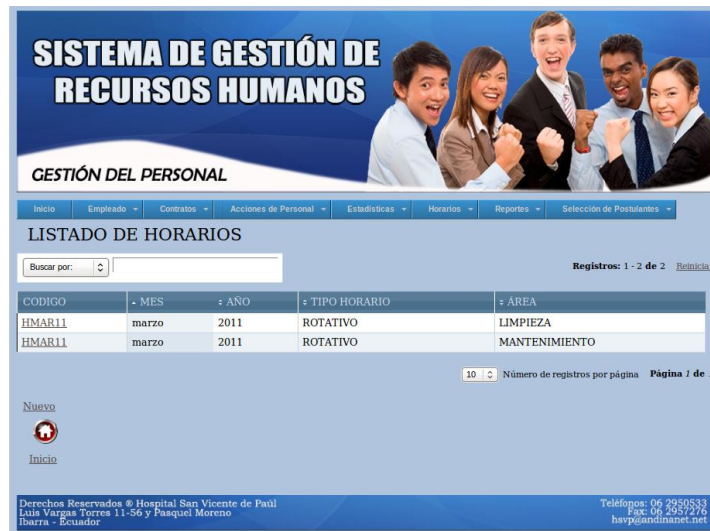 SISTEMA DE GESTIÓN DE
RECURSOS HUMANOS
GESTIÓN DEL PERSONAL
Inicio Empleado Contratos Acciones de Personal Estadísticas Horarios Reportes Selección de Postulantes
LISTADO DE HORARIOS
Buscar por: Registros: 1 - 2 de 2 Reinicia
CODIGO MES AÑO TIPO HORARIO ÁREA
HMAR11 marzo 2011 ROTATIVO LIMPIEZA
HMAR11 marzo 2011 ROTATIVO MANTENIMIENTO
10 Número de registros por página Página 1 de
Nuevo
Inicio
Derechos Reservados ® Hospital San Vicente de Paúl
Luis Vargas Torres 11-56 y Pasquel Moreno
Ibarra - Ecuador
Teléfonos: 06 2950533
Fax: 06 2957276
hsvp@andinanet.net